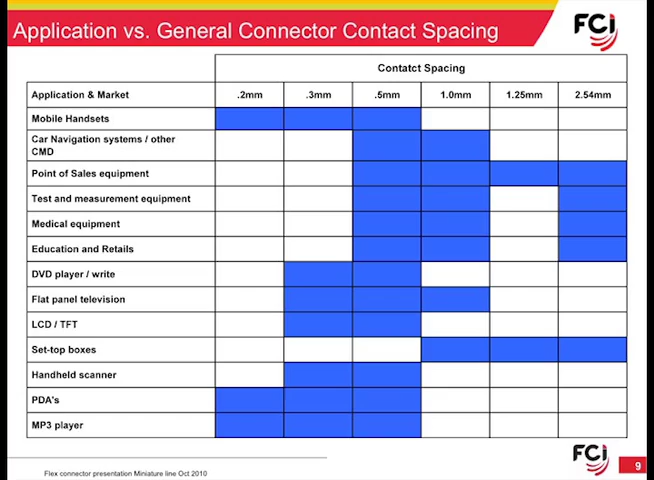 Application vs. General Connector Contact Spacing
FCi
Contatct Spacing
Application & Market .2mm .3mm .5mm 1.0mm 1.25mm 2.54mm
Mobile Handsets
Car Navigation systems / other
CMD
Point of Sales equipment
Test and measurement equipment
Medical equipment
Education and Retails
DVD player / write
Flat panel television
LCD / TFT
Set-top boxes
Handheld scanner
PDA's
MP3 player
FCi
9
Flex connector presentation Miniature line Oct 2010